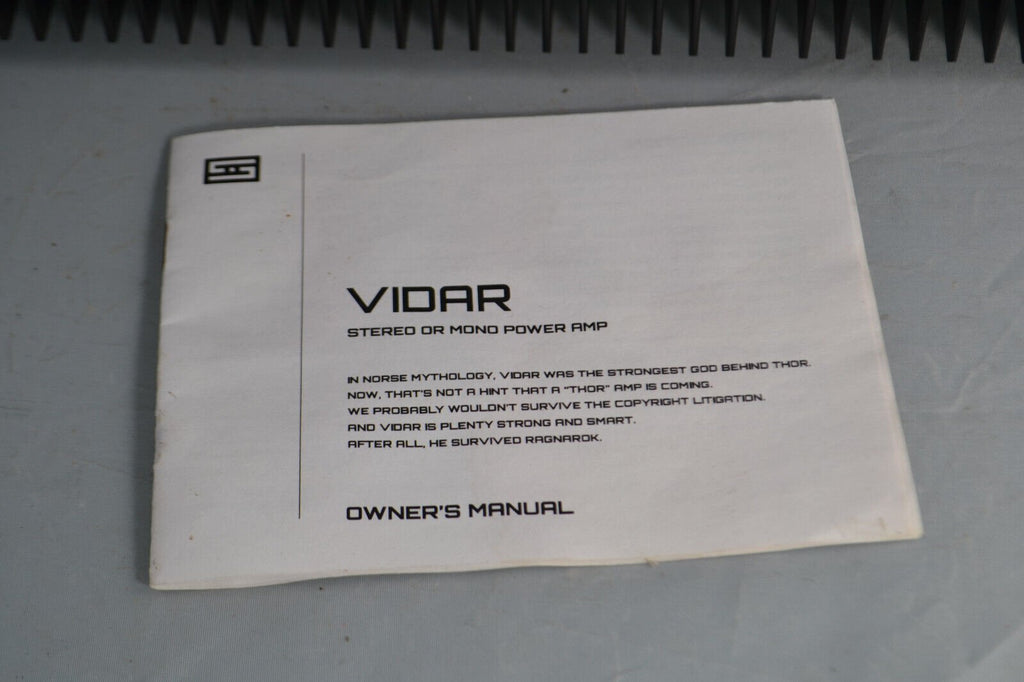 VIDAR
STEREO OR MONO POWER AMP
IN NORSE MYTHOLOGY, VIDAR WAS THE STRONGEST GOD BEHIND THOR.
NOW, THAT'S NOT A HINT THAT A "THOR" AMP IS COMING.
WE PROBABLY WOULDN'T SURVIVE THE COPYRIGHT LITIGATION.
AND VIDAR IS PLENTY STRONG AND SMART.
AFTER ALL, HE SURVIVED RAGNAROK.
OWNER'S MANUAL